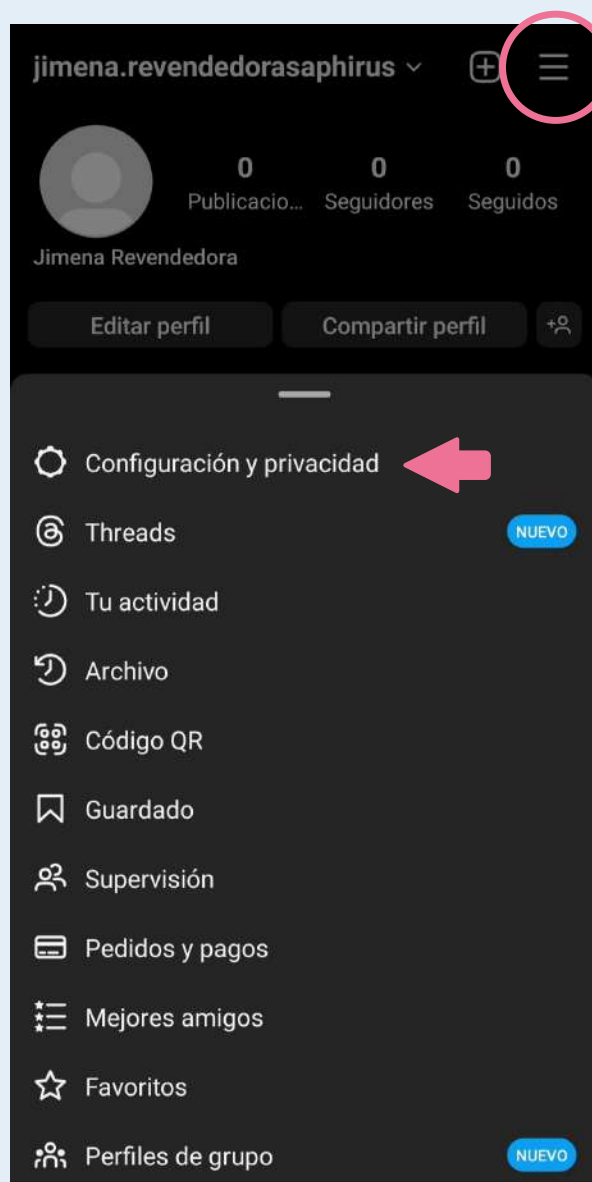 jimena.revendedorasaphirus
0 0 0
Publicacio... Seguidores Seguidos
Jimena Revendedora
Editar perfil Compartir perfil
Configuración y privacidad
Threads NUEVO
Tu actividad
Archivo
Código QR
Guardado
Supervisión
Pedidos y pagos
Mejores amigos
Favoritos
Perfiles de grupo NUEVO